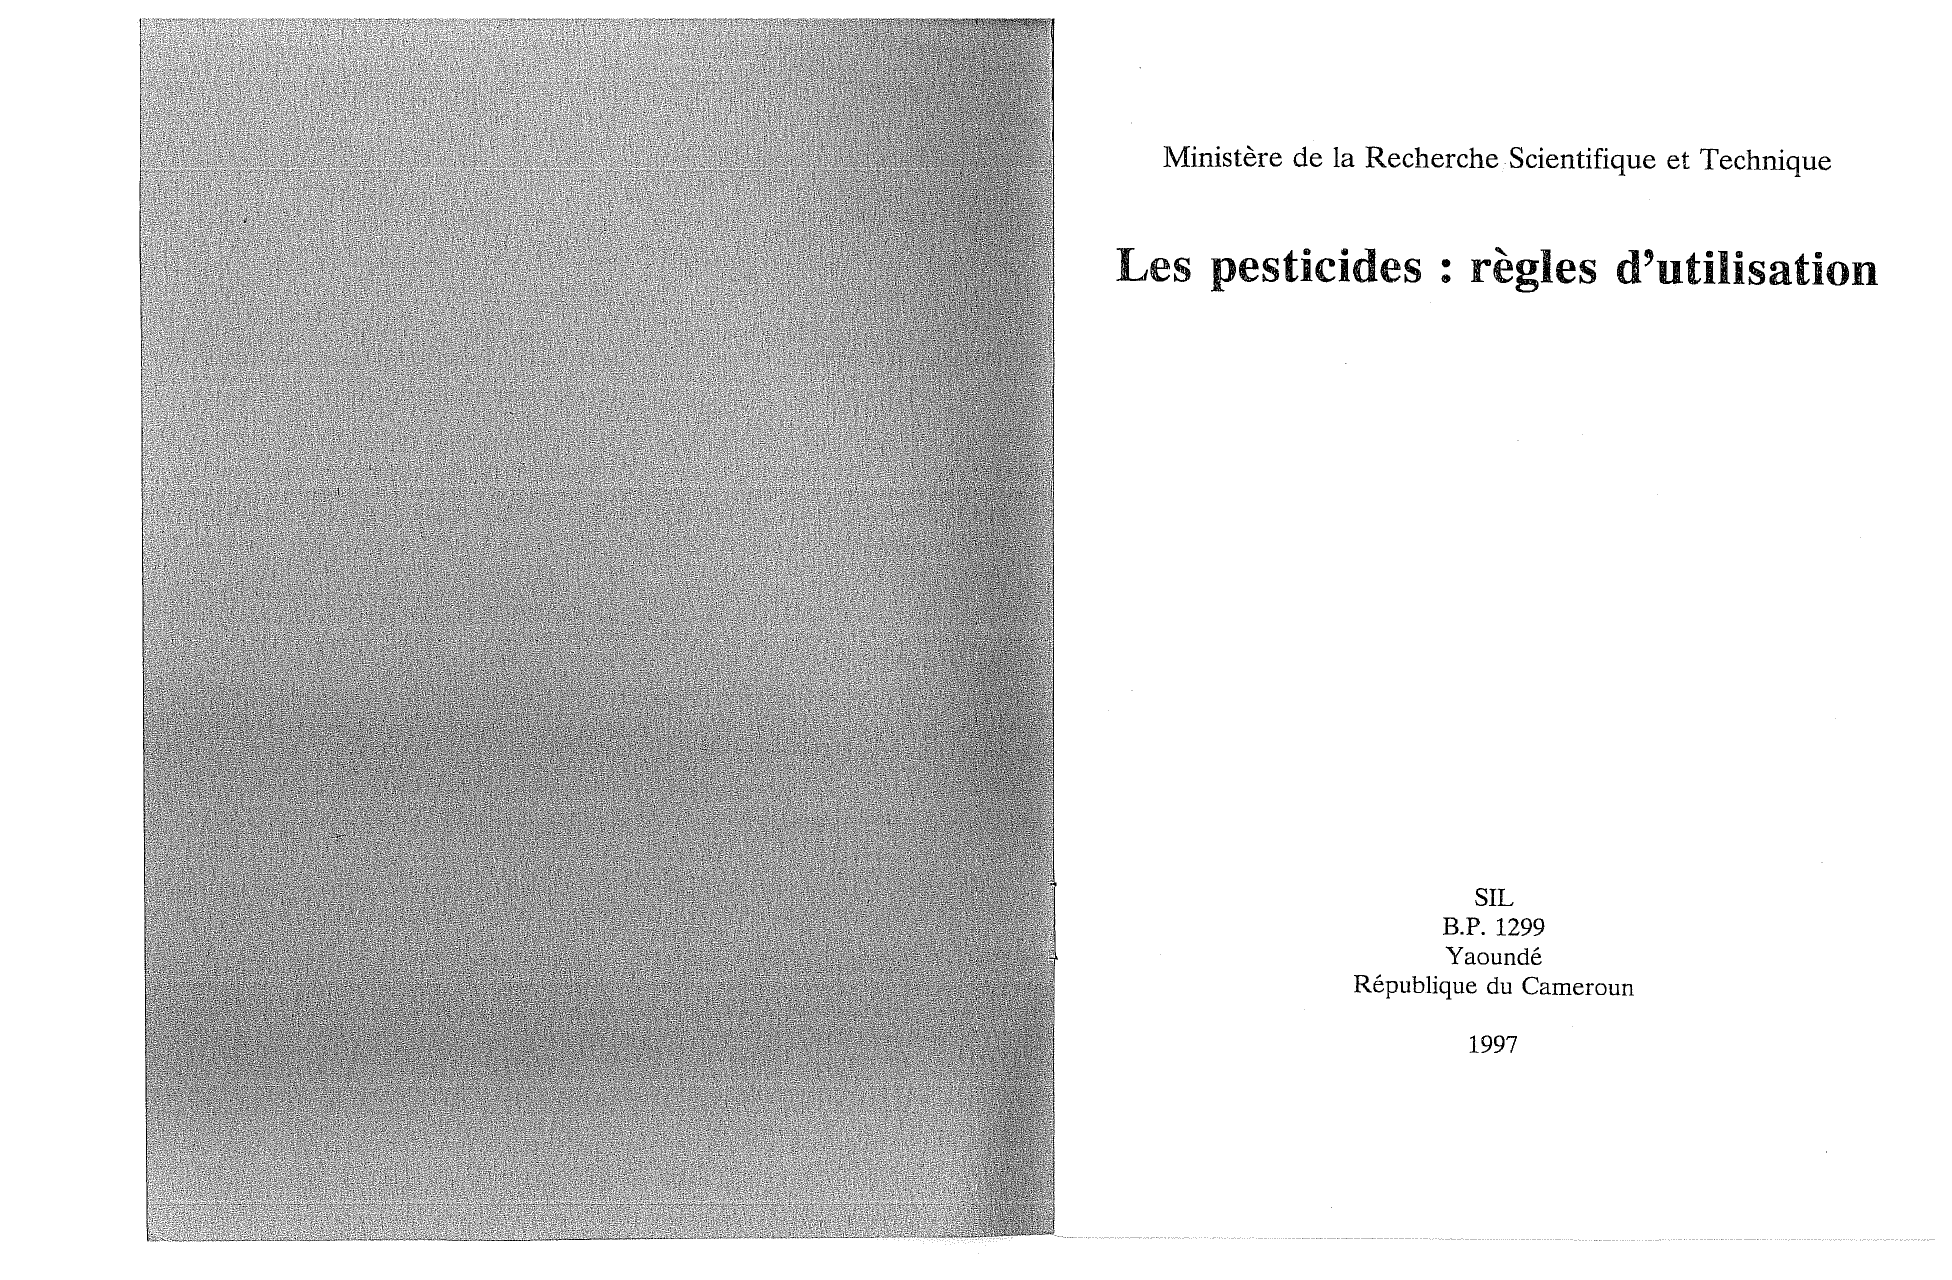 Ministère de la Recherche Scientifique et Technique
Les pesticides : règles d'utilisation
SIL
B.P. 1299
Yaoundé
République du Cameroun
1997